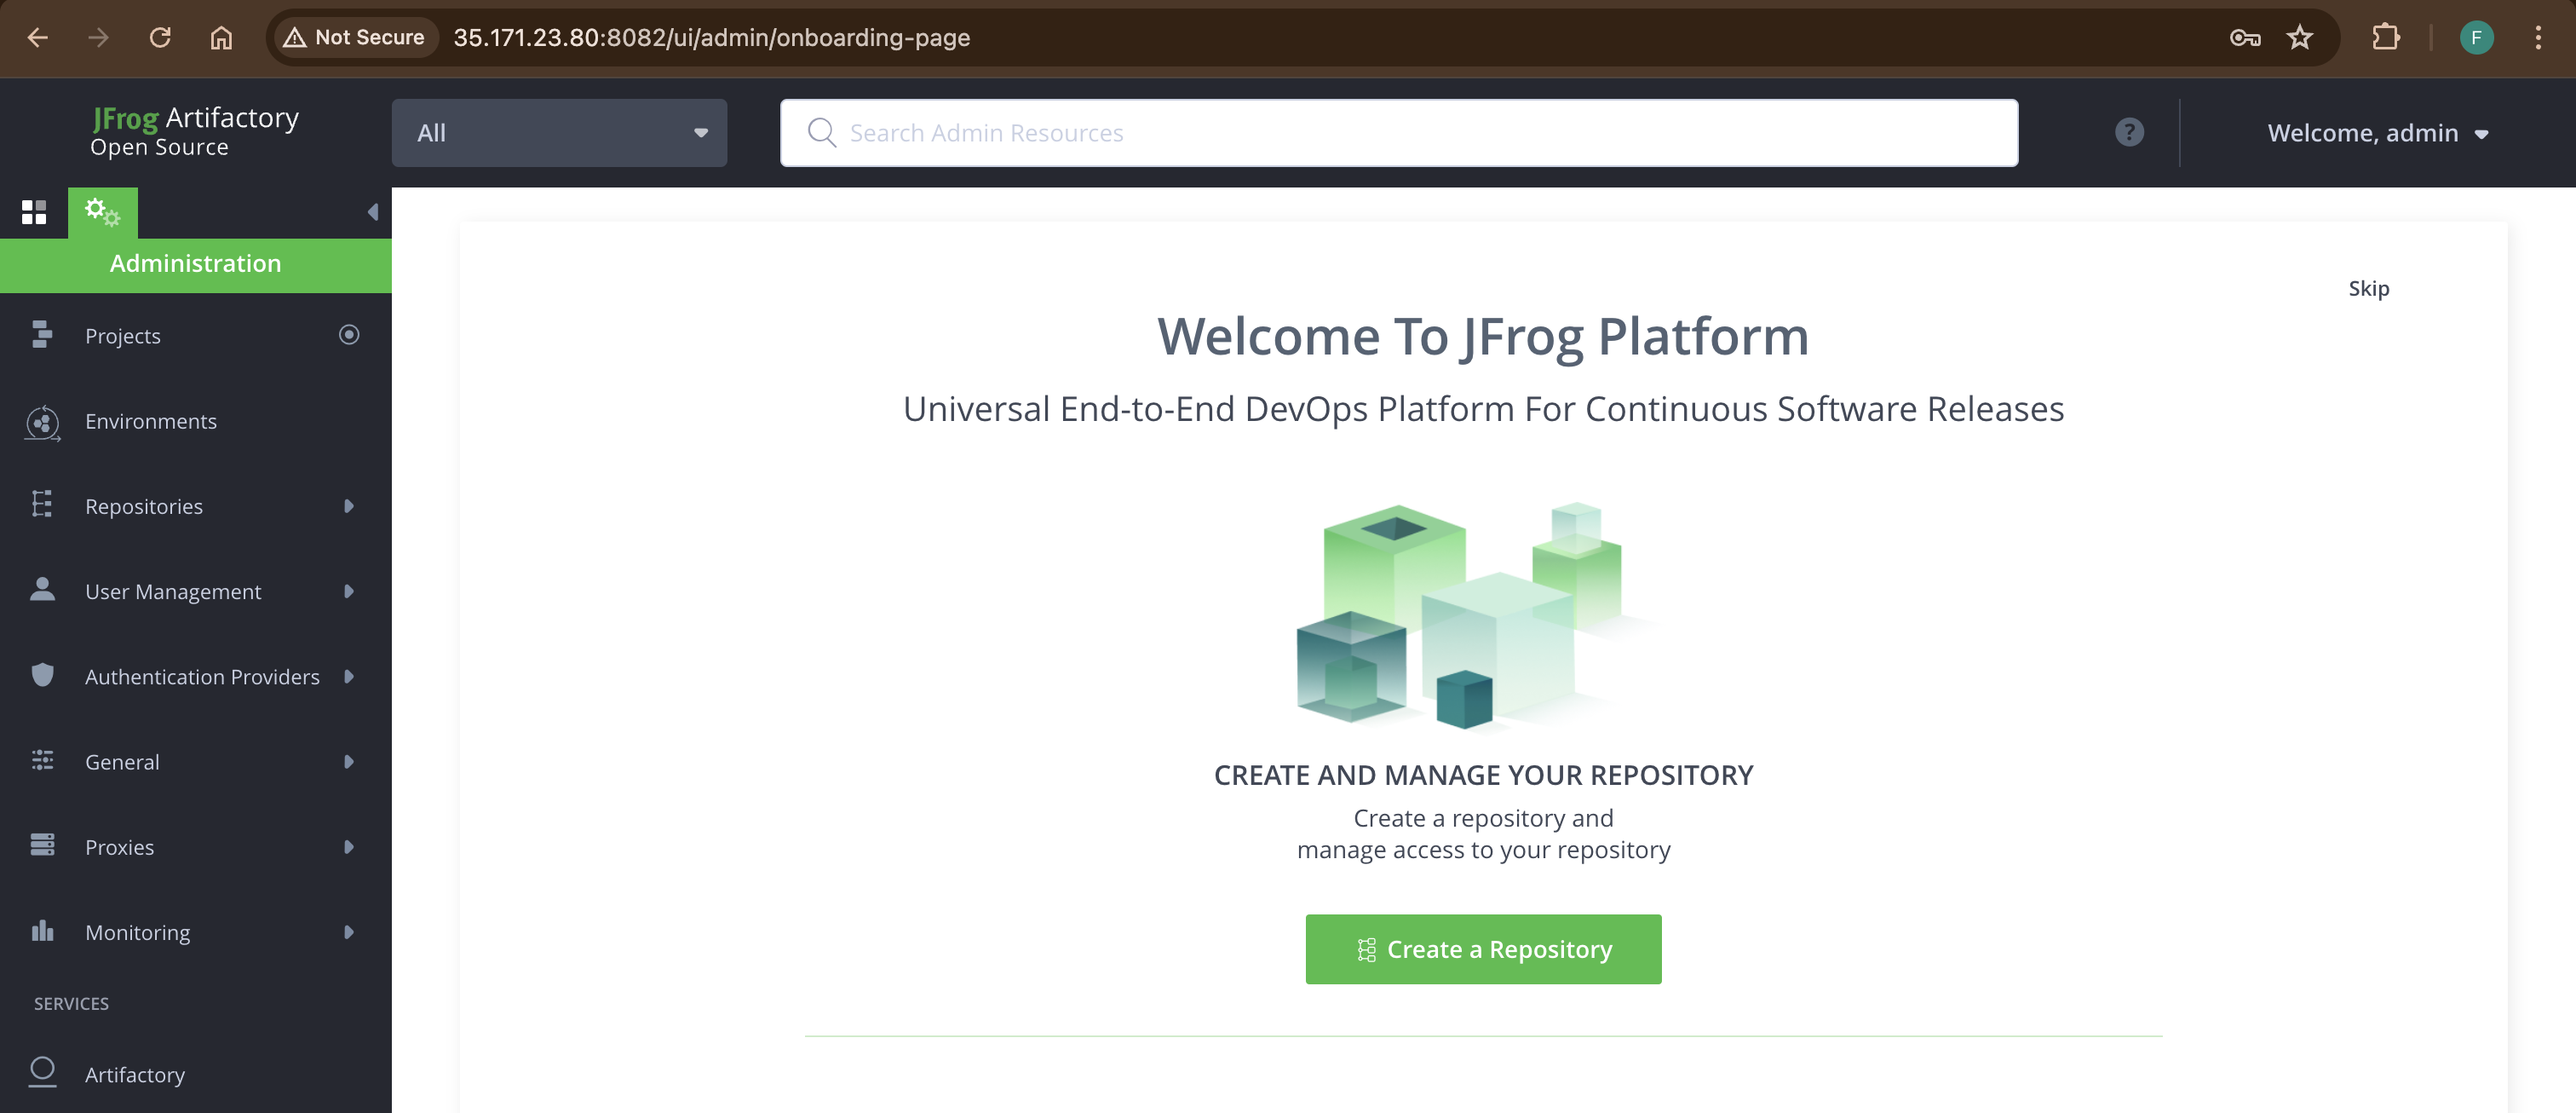 Not Secure 35.171.23.80:8082/ui/admin/onboarding-page
F
JFrog Artifactory
Open Source
All
Search Admin Resources
?
Welcome, admin
Administration
Projects
Environments
Repositories
User Management
Authentication Providers
General
Proxies
Monitoring
SERVICES
Artifactory
Skip
Welcome To JFrog Platform
Universal End-to-End DevOps Platform For Continuous Software Releases
CREATE AND MANAGE YOUR REPOSITORY
Create a repository and
manage access to your repository
Create a Repository